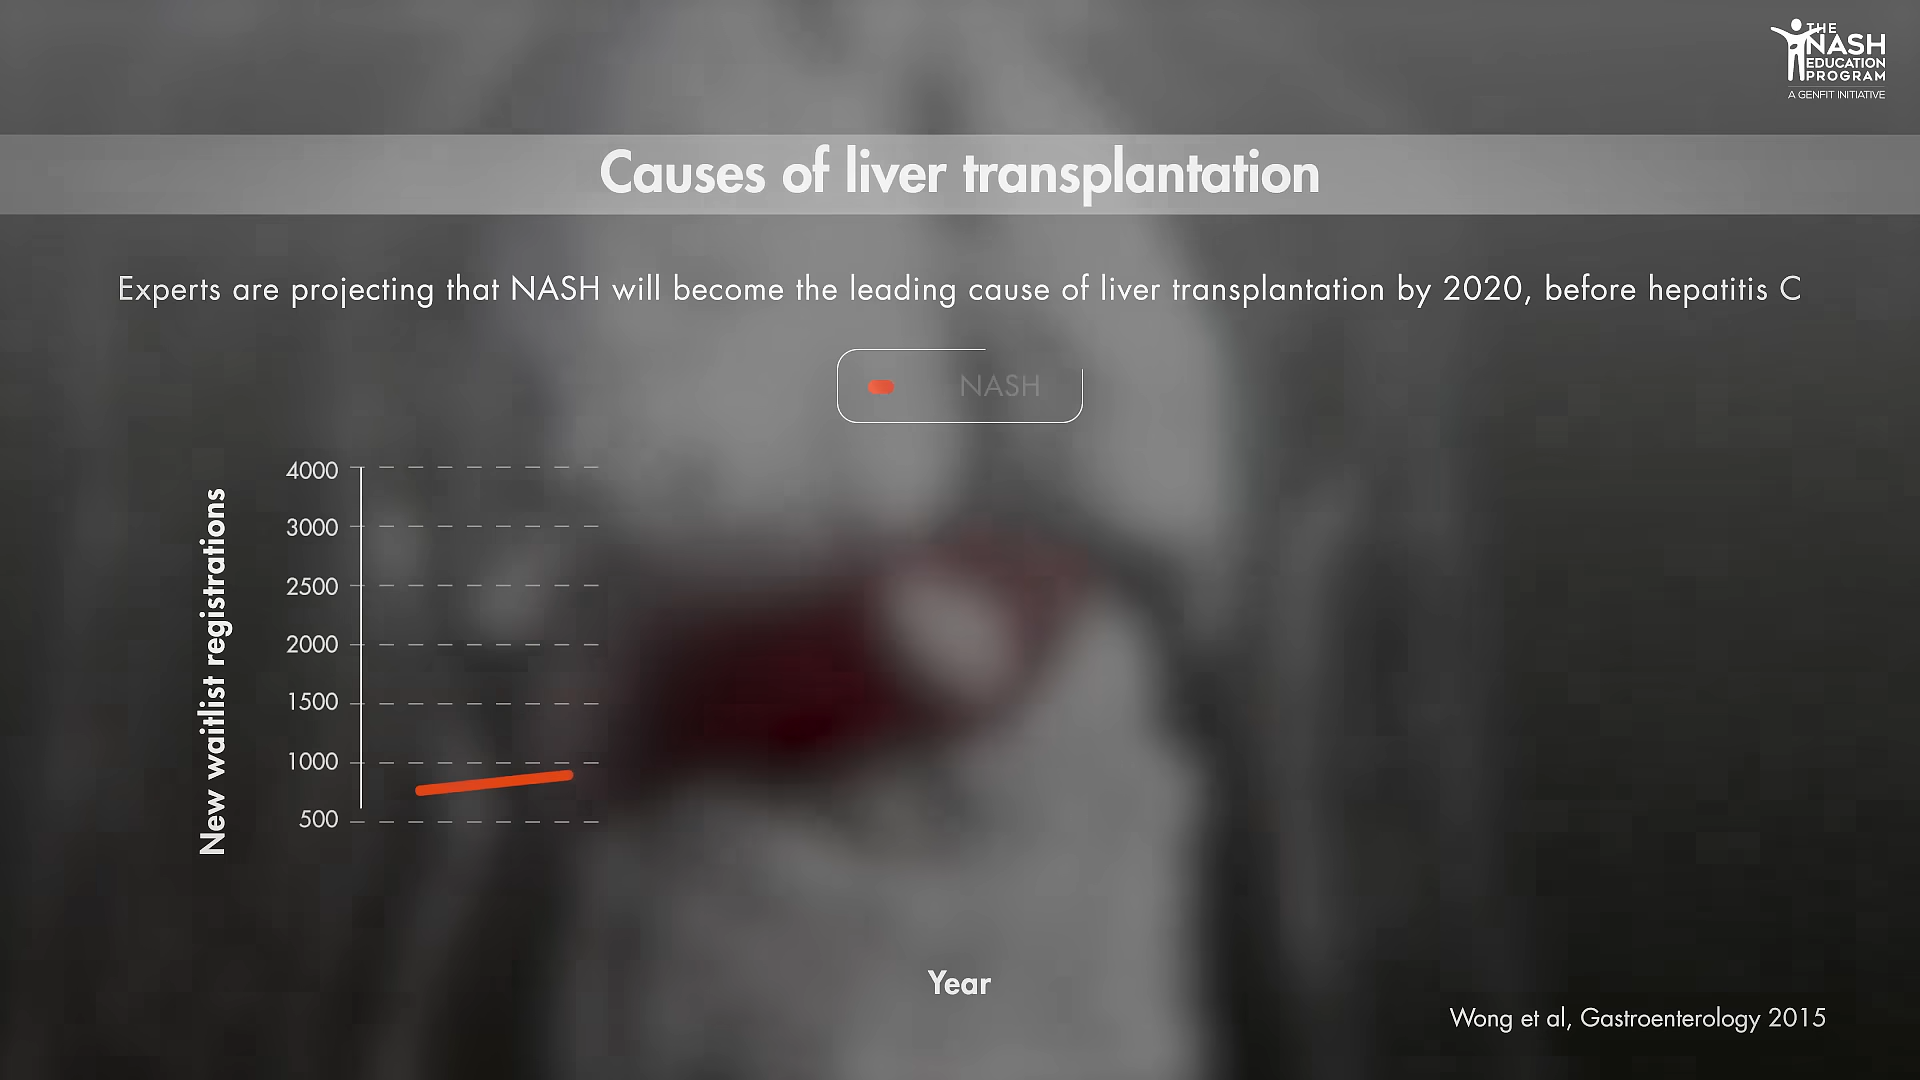 THE
NASH
EDUCATION
PROGRAM
A GENFIT INITIATIVE
Causes of liver transplantation
Experts are projecting that NASH will become the leading cause of liver transplantation by 2020, before hepatitis C
NASH
New waitlist registrations
4000
3000
2500
2000
1500
1000
500
Year
Wong et al, Gastroenterology 2015